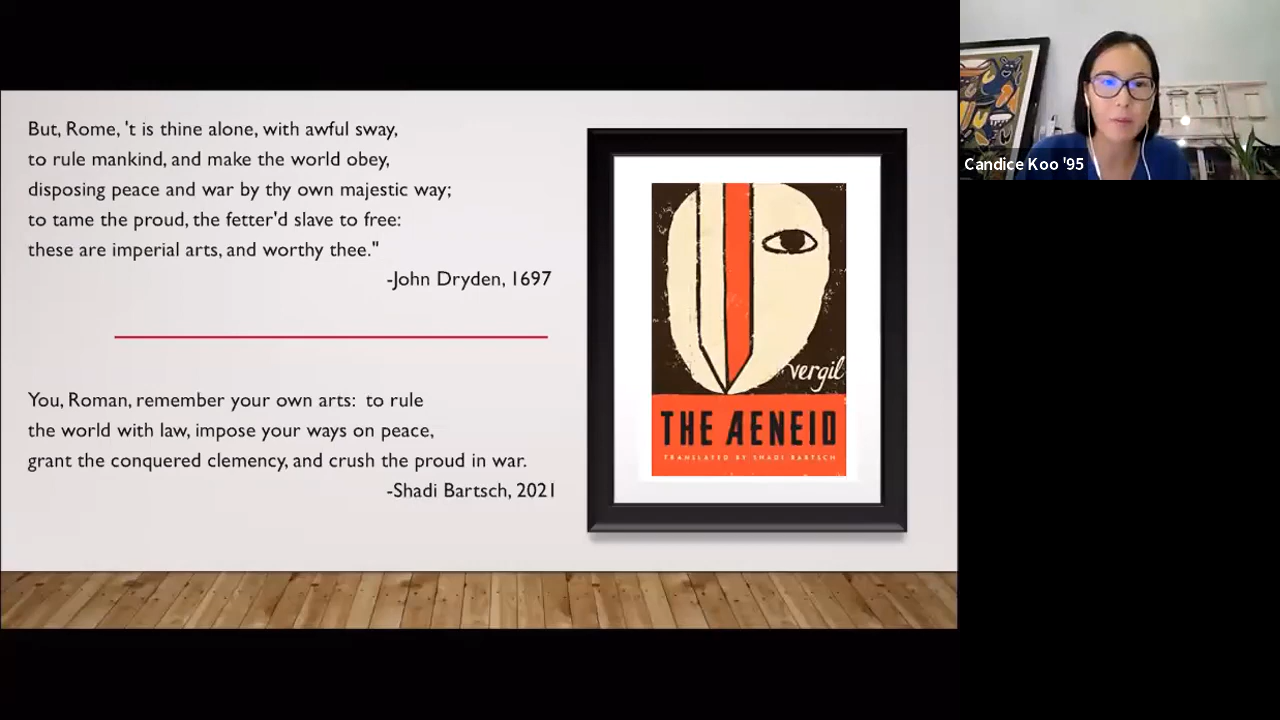 But, Rome, 't is thine alone, with awful sway,
to rule mankind, and make the world obey,
disposing peace and war by thy own majestic way;
to tame the proud, the fetter'd slave to free:
these are imperial arts, and worthy thee."
-John Dryden, 1697
You, Roman, remember your own arts: to rule
the world with law, impose your ways on peace,
grant the conquered clemency, and crush the proud in war.
-Shadi Bartsch, 2021
vergil
THE AENEID
TRANSLATED BY SHADI BARTSCH
Candice Koo '95